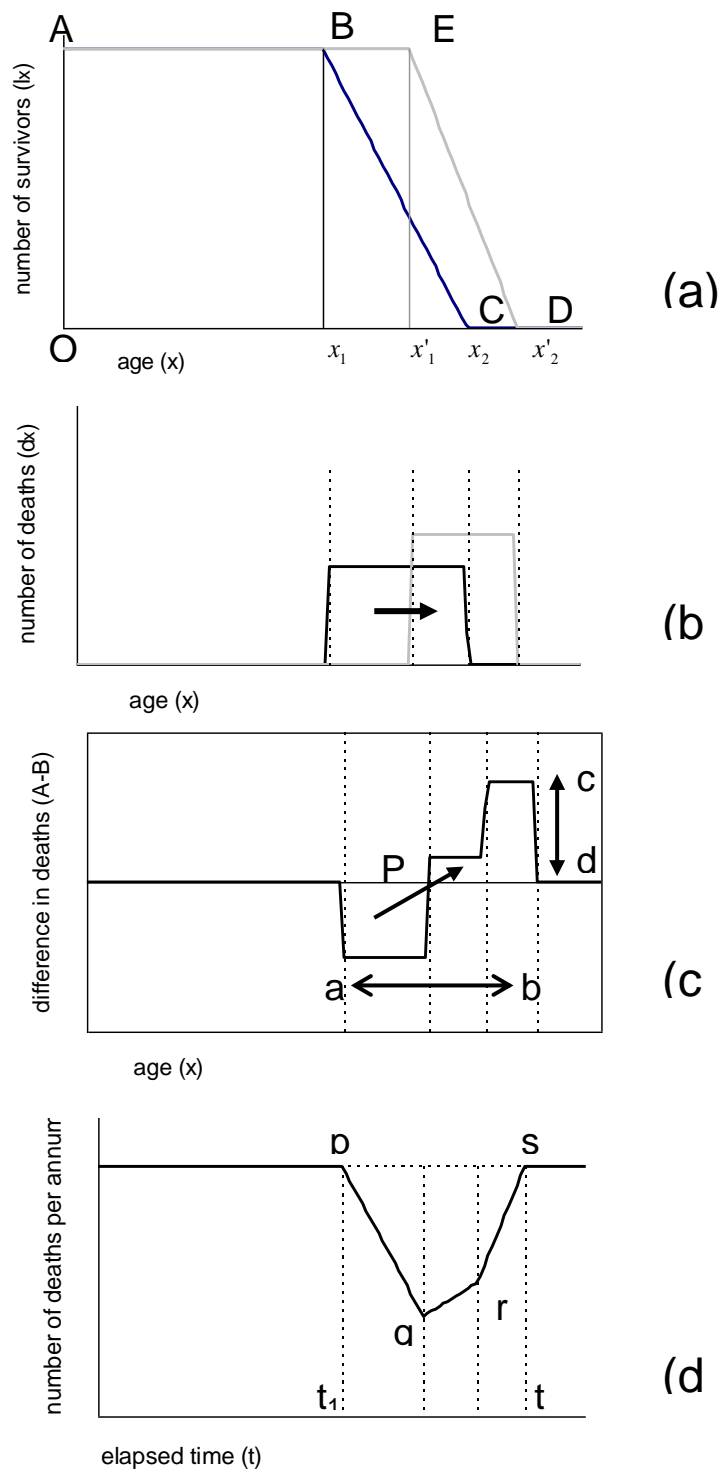 A B E
number of survivors (lx)
(a)
C D
O
age (x)
x₁ x'₁ x₂ x'₂
number of deaths (dx)
(b
age (x)
difference in deaths (A-B)
c
P d
a b
(c
age (x)
number of deaths per annum
p s
q r
t₁ t
(d
elapsed time (t)